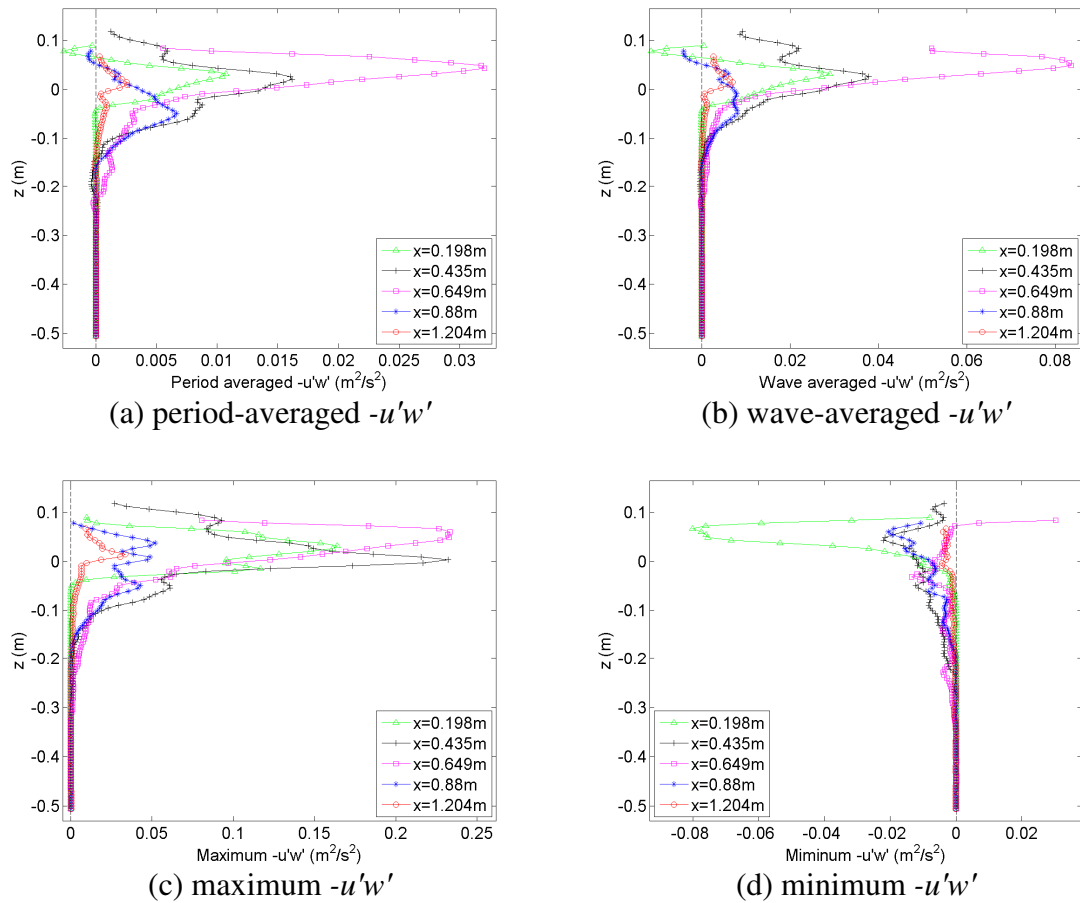 0.1
0
-0.1
-0.2
-0.3
-0.4
-0.5
z (m)
x=0.198m
x=0.435m
x=0.649m
x=0.88m
x=1.204m
0 0.005 0.01 0.015 0.02 0.025 0.03
Period averaged -u'w' (m²/s²)
(a) period-averaged -u'w'
0.1
0
-0.1
-0.2
-0.3
-0.4
-0.5
z (m)
x=0.198m
x=0.435m
x=0.649m
x=0.88m
x=1.204m
0 0.02 0.04 0.06 0.08
Wave averaged -u'w' (m²/s²)
(b) wave-averaged -u'w'
0.1
0
-0.1
-0.2
-0.3
-0.4
-0.5
z (m)
x=0.198m
x=0.435m
x=0.649m
x=0.88m
x=1.204m
0 0.05 0.1 0.15 0.2 0.25
Maximum -u'w' (m²/s²)
(c) maximum -u'w'
0.1
0
-0.1
-0.2
-0.3
-0.4
-0.5
z (m)
x=0.198m
x=0.435m
x=0.649m
x=0.88m
x=1.204m
-0.08 -0.06 -0.04 -0.02 0 0.02
Miminum -u'w' (m²/s²)
(d) minimum -u'w'